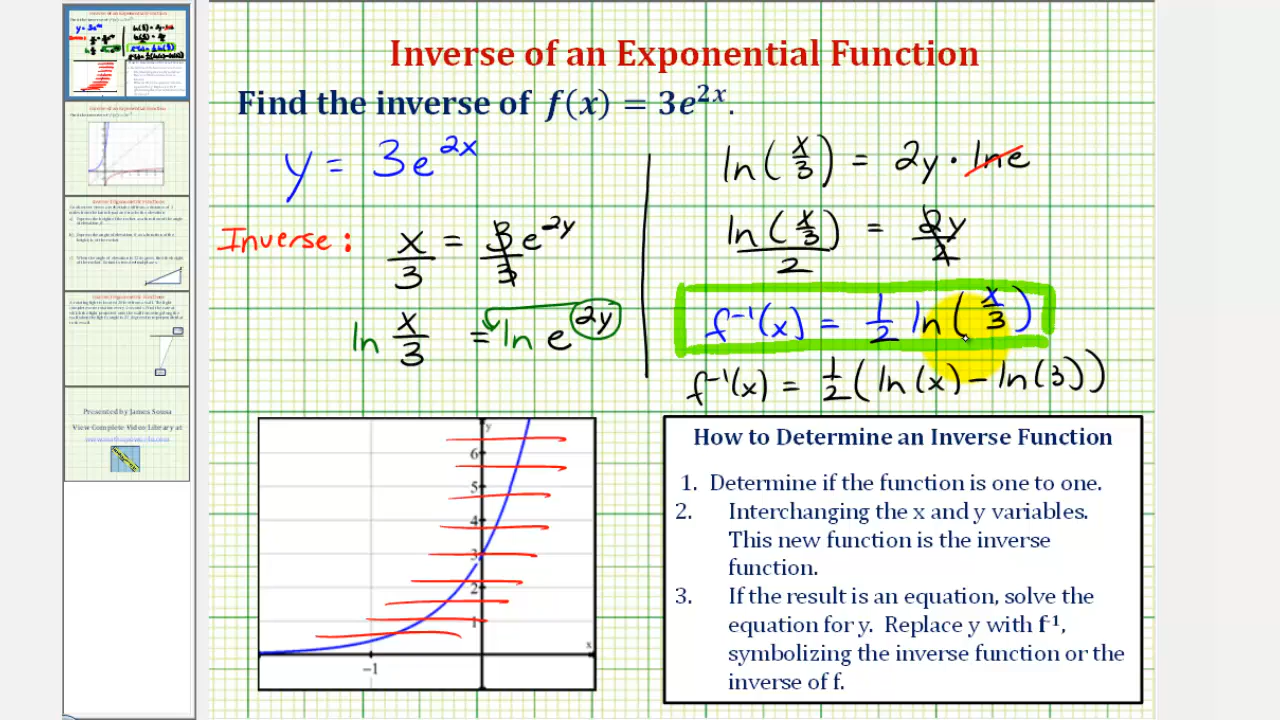 Inverse of an Exponential Function
Find the inverse of f(x) = 3e^{2x}.
y = 3e^{2x}
Inverse: x/3 = 3e^{2y}/3
ln x/3 = ln e^{2y}
ln(x/3) = 2y · ln e
ln(x/3)/2 = 2y/2
f⁻¹(x) = 1/2 ln(x/3)
f⁻¹(x) = 1/2 (ln(x) − ln(3))
y
6
5
4
3
2
1
−1
x
How to Determine an Inverse Function
1. Determine if the function is one to one.
2. Interchanging the x and y variables.
This new function is the inverse
function.
3. If the result is an equation, solve the
equation for y. Replace y with f⁻¹,
symbolizing the inverse function or the
inverse of f.
Presented by James Sousa
View Complete Video Library at